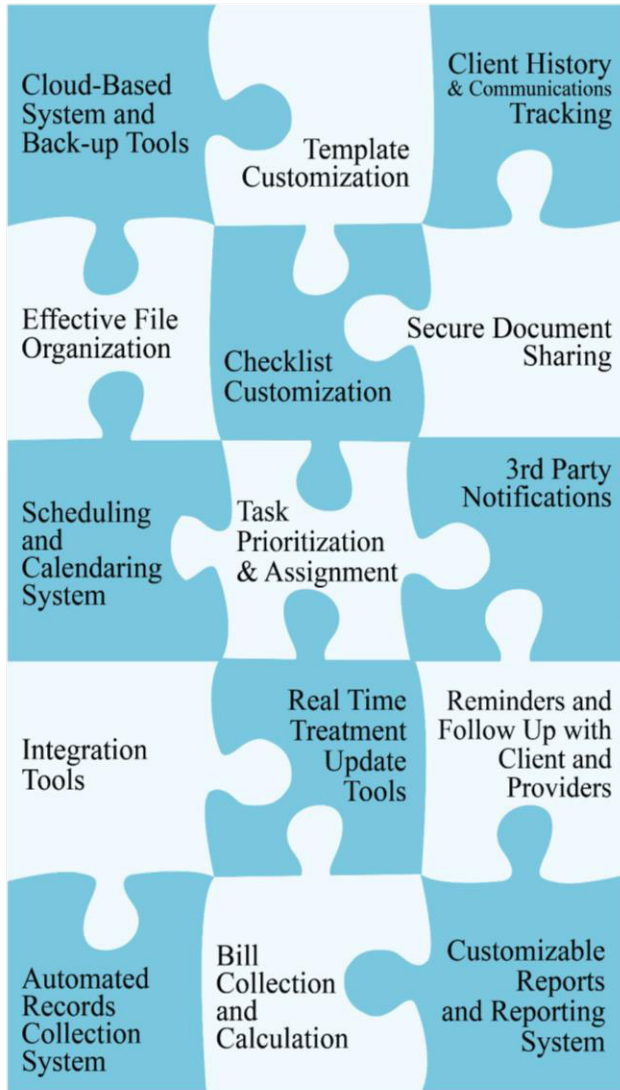 Cloud-Based
System and
Back-up Tools
Template
Customization
Client History
& Communications
Tracking
Effective File
Organization
Checklist
Customization
Secure Document
Sharing
Scheduling
and
Calendaring
System
Task
Prioritization
& Assignment
3rd Party
Notifications
Integration
Tools
Real Time
Treatment
Update
Tools
Reminders and
Follow Up with
Client and
Providers
Automated
Records
Collection
System
Bill
Collection
and
Calculation
Customizable
Reports
and Reporting
System